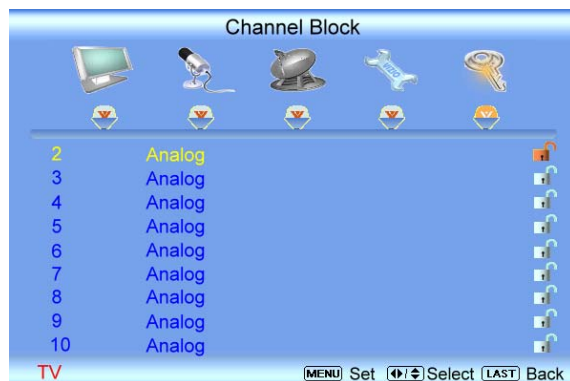 Channel Block
2 Analog
3 Analog
4 Analog
5 Analog
6 Analog
7 Analog
8 Analog
9 Analog
10 Analog
TV MENU Set Select LAST Back